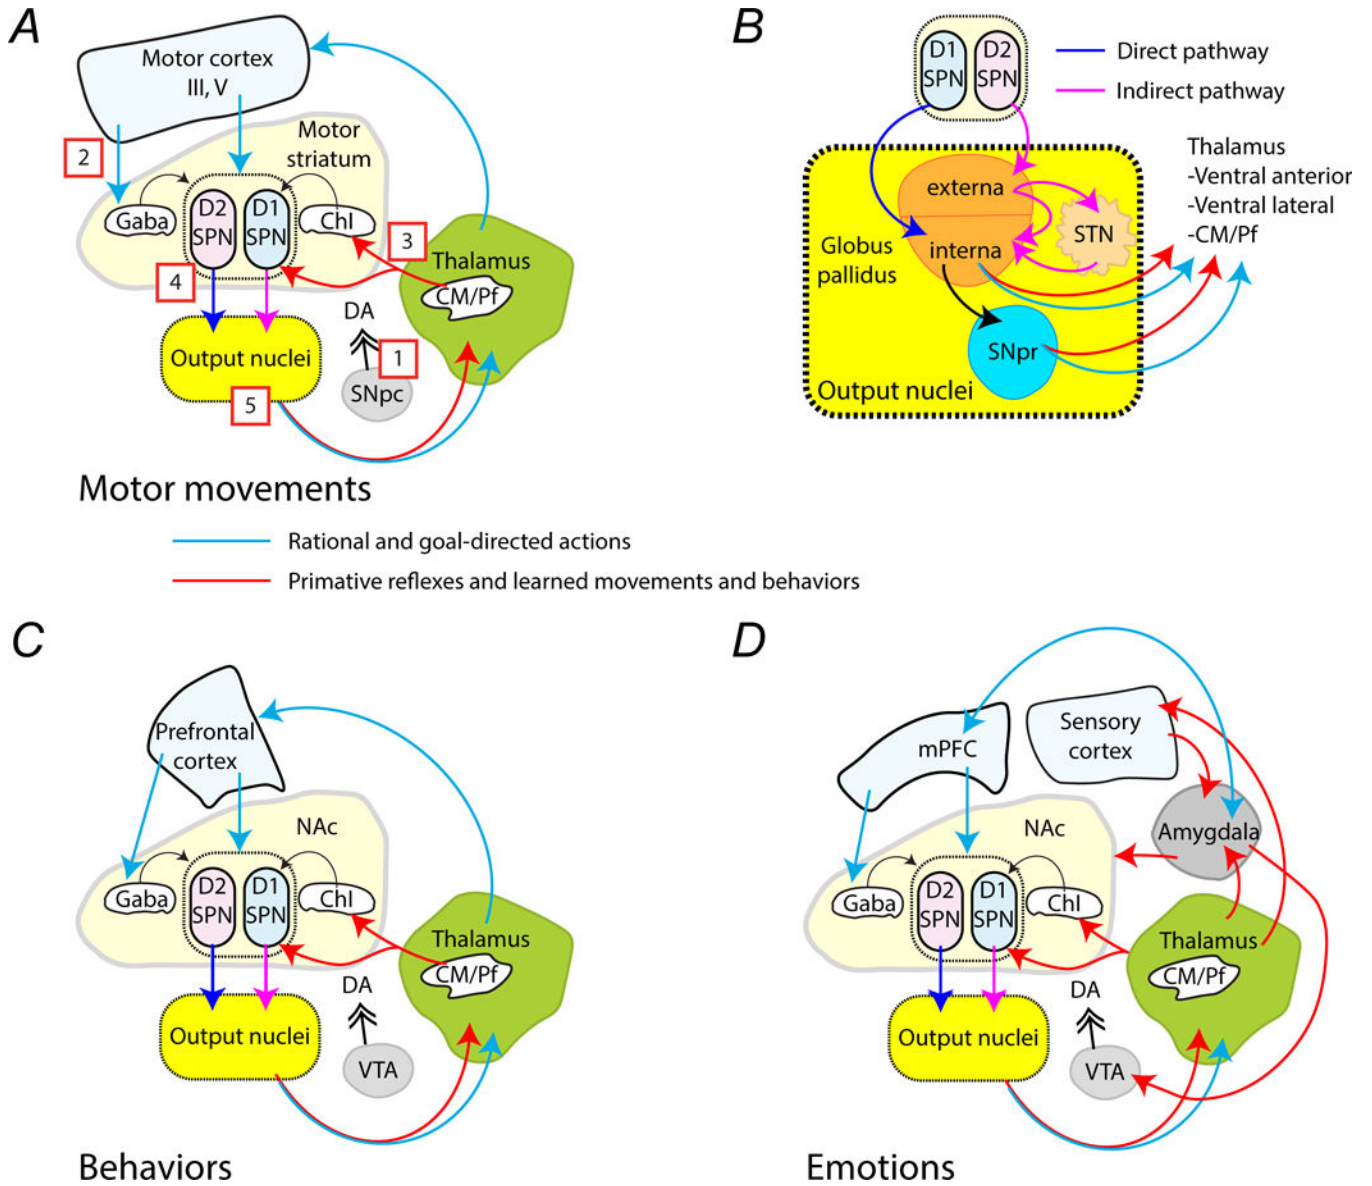 A
Motor cortex
III, V
2
Motor
striatum
Gaba
D2
SPN
D1
SPN
ChI
3
4
Thalamus
CM/Pf
DA
1
Output nuclei
SNpc
5
Motor movements
B
D1
SPN
D2
SPN
Direct pathway
Indirect pathway
Thalamus
-Ventral anterior
-Ventral lateral
-CM/Pf
externa
interna
STN
Globus
pallidus
SNpr
Output nuclei
Rational and goal-directed actions
Primative reflexes and learned movements and behaviors
C
Prefrontal
cortex
NAc
Gaba
D2
SPN
D1
SPN
ChI
Thalamus
CM/Pf
DA
Output nuclei
VTA
Behaviors
D
mPFC
Sensory
cortex
NAc
Amygdala
Gaba
D2
SPN
D1
SPN
ChI
Thalamus
CM/Pf
DA
Output nuclei
VTA
Emotions